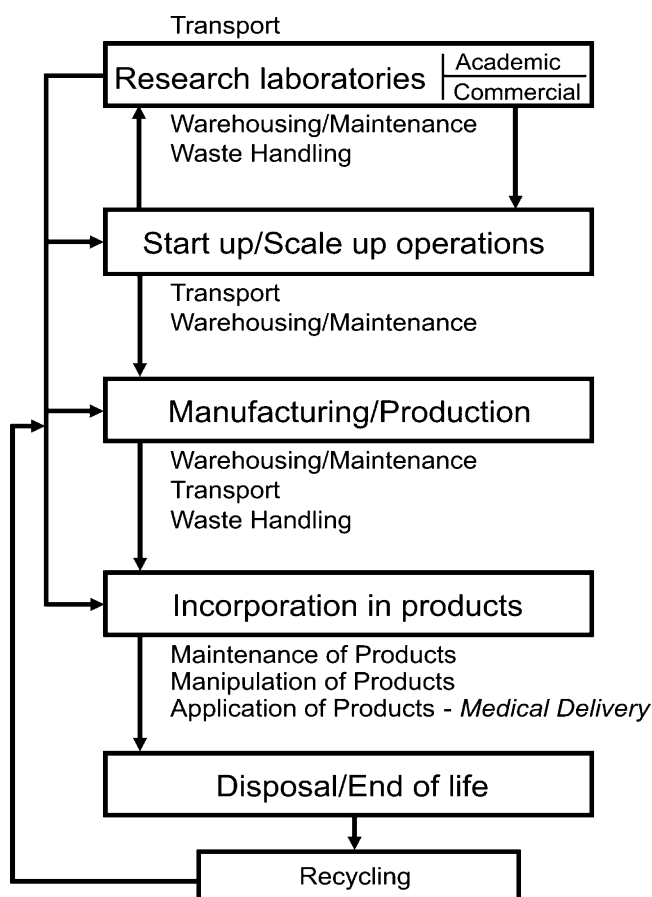 Transport
Research laboratories
Academic
Commercial
Warehousing/Maintenance
Waste Handling
Start up/Scale up operations
Transport
Warehousing/Maintenance
Manufacturing/Production
Warehousing/Maintenance
Transport
Waste Handling
Incorporation in products
Maintenance of Products
Manipulation of Products
Application of Products - Medical Delivery
Disposal/End of life
Recycling